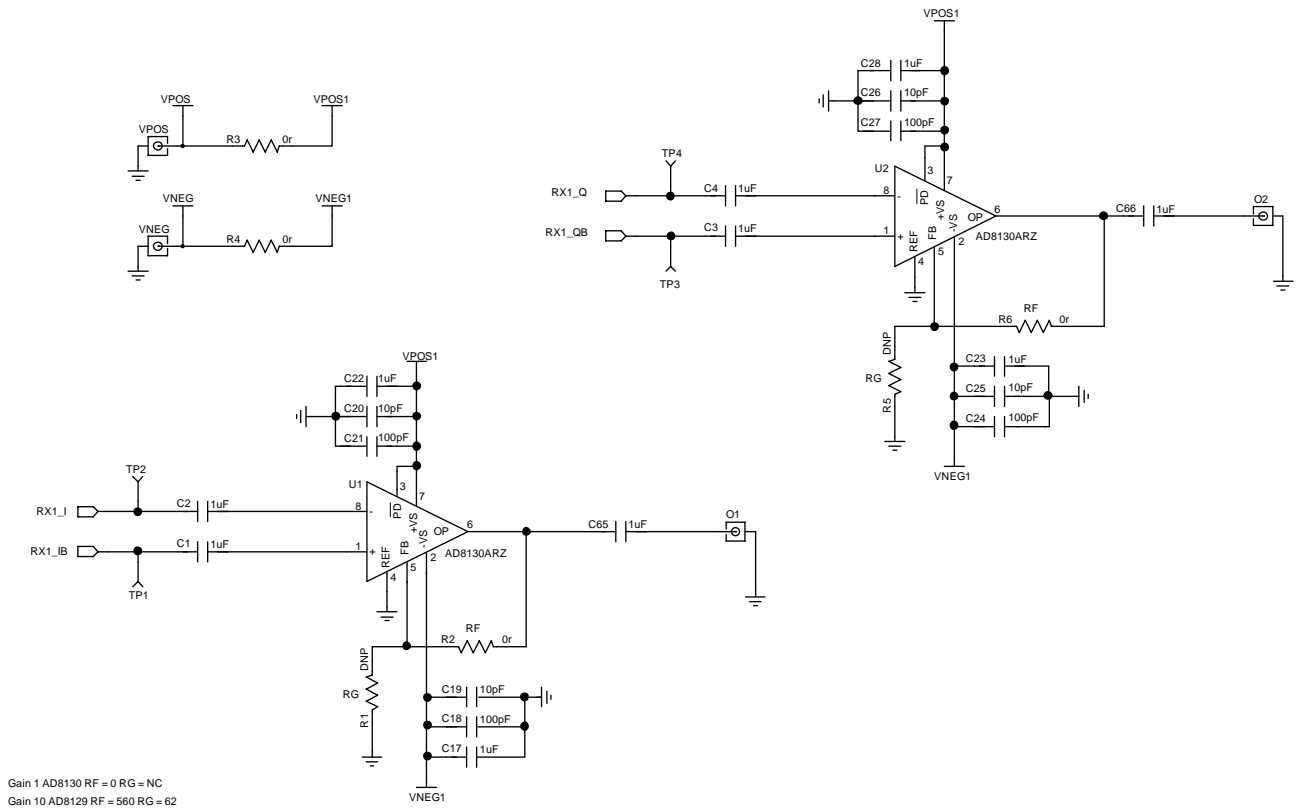 VPOS1
C28 1uF
C26 10pF
C27 100pF
VPOS VPOS1
VPOS
R3 0r
VNEG VNEG1
VNEG
R4 0r
TP4
U2
3
7
RX1_Q
C4 1uF
8
-
PD
+VS
OP
6
C66 1uF
O2
RX1_QB
C3 1uF
1
+
REF
FB
-VS
2
AD8130ARZ
4
5
TP3
RF
R6 0r
DNP
RG
R5
C23 1uF
C25 10pF
C24 100pF
VNEG1
VPOS1
C22 1uF
C20 10pF
C21 100pF
TP2
U1
3
7
RX1_I
C2 1uF
8
-
PD
+VS
OP
6
C65 1uF
O1
RX1_IB
C1 1uF
1
+
REF
FB
-VS
2
AD8130ARZ
4
5
TP1
RF
R2 0r
DNP
RG
R1
C19 10pF
C18 100pF
C17 1uF
VNEG1
Gain 1 AD8130 RF = 0 RG = NC
Gain 10 AD8129 RF = 560 RG = 62